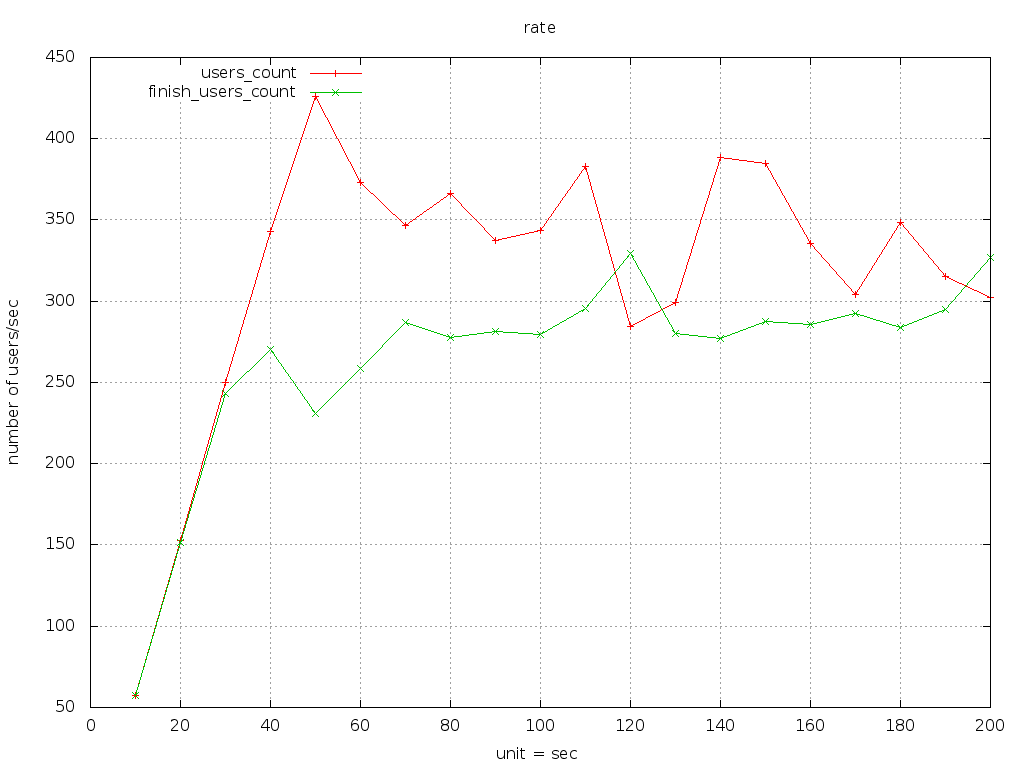 rate
users_count
finish_users_count
450
400
350
300
250
200
150
100
50
number of users/sec
0 20 40 60 80 100 120 140 160 180 200
unit = sec